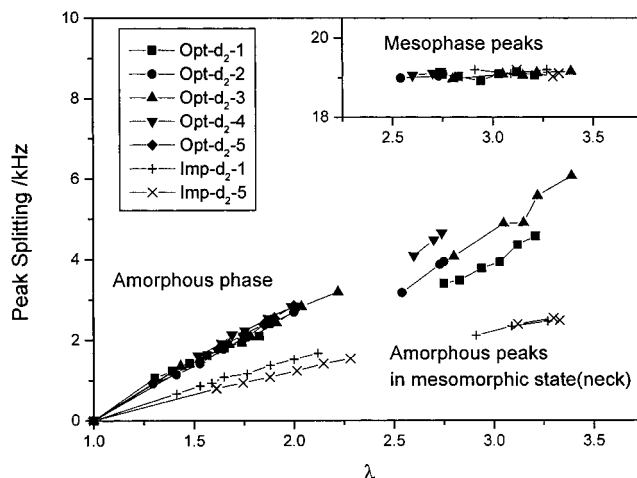 10
8
6
4
2
0
Peak Splitting /kHz
1.0
1.5
2.0
2.5
3.0
3.5
λ
Opt-d₂-1
Opt-d₂-2
Opt-d₂-3
Opt-d₂-4
Opt-d₂-5
Imp-d₂-1
Imp-d₂-5
20
18
Mesophase peaks
2.5
3.0
3.5
Amorphous phase
Amorphous peaks
in mesomorphic state(neck)